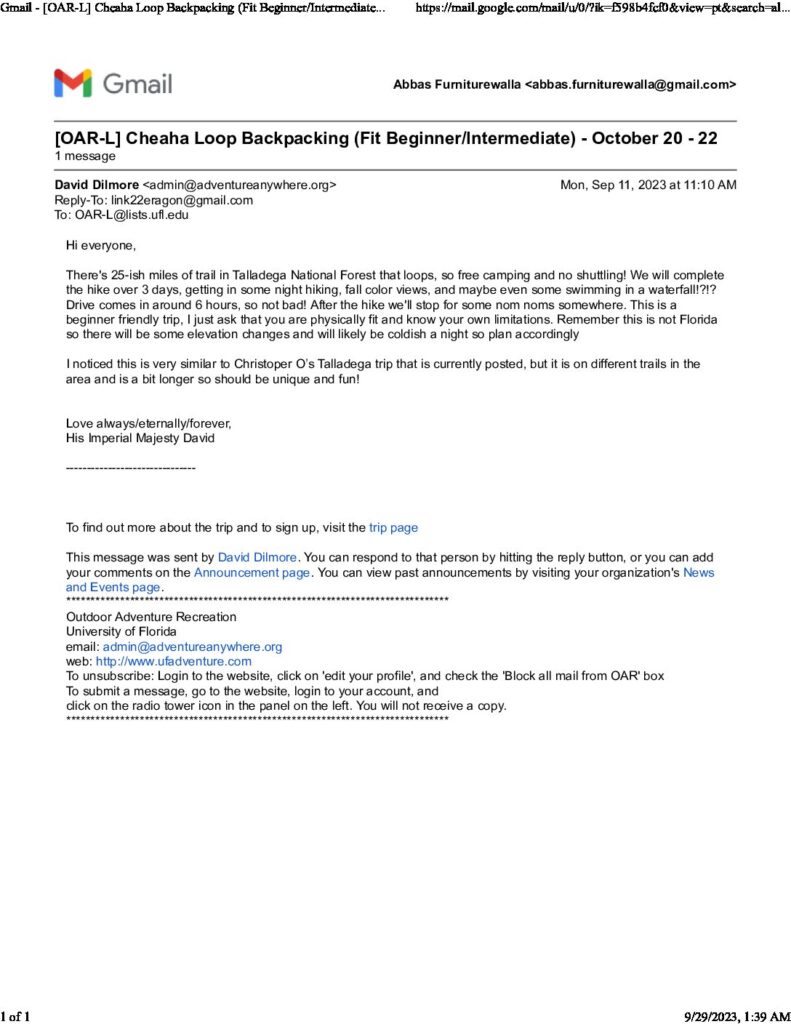 Gmail - [OAR-L] Cheaha Loop Backpacking (Fit Beginner/Intermediate... https://mail.google.com/mail/u/0/?ik=f598b4fcf0&view=pt&search=al...
Gmail
Abbas Furniturewalla <abbas.furniturewalla@gmail.com>
[OAR-L] Cheaha Loop Backpacking (Fit Beginner/Intermediate) - October 20 - 22
1 message
David Dilmore <admin@adventureanywhere.org> Mon, Sep 11, 2023 at 11:10 AM
Reply-To: link22eragon@gmail.com
To: OAR-L@lists.ufl.edu
Hi everyone,
There's 25-ish miles of trail in Talladega National Forest that loops, so free camping and no shuttling! We will complete
the hike over 3 days, getting in some night hiking, fall color views, and maybe even some swimming in a waterfall!?!?
Drive comes in around 6 hours, so not bad! After the hike we'll stop for some nom noms somewhere. This is a
beginner friendly trip, I just ask that you are physically fit and know your own limitations. Remember this is not Florida
so there will be some elevation changes and will likely be coldish a night so plan accordingly
I noticed this is very similar to Christoper O's Talladega trip that is currently posted, but it is on different trails in the
area and is a bit longer so should be unique and fun!
Love always/eternally/forever,
His Imperial Majesty David
-------------------------------
To find out more about the trip and to sign up, visit the trip page
This message was sent by David Dilmore. You can respond to that person by hitting the reply button, or you can add
your comments on the Announcement page. You can view past announcements by visiting your organization's News
and Events page.
******************************************************************************
Outdoor Adventure Recreation
University of Florida
email: admin@adventureanywhere.org
web: http://www.ufadventure.com
To unsubscribe: Login to the website, click on 'edit your profile', and check the 'Block all mail from OAR' box
To submit a message, go to the website, login to your account, and
click on the radio tower icon in the panel on the left. You will not receive a copy.
******************************************************************************
1 of 1 9/29/2023, 1:39 AM